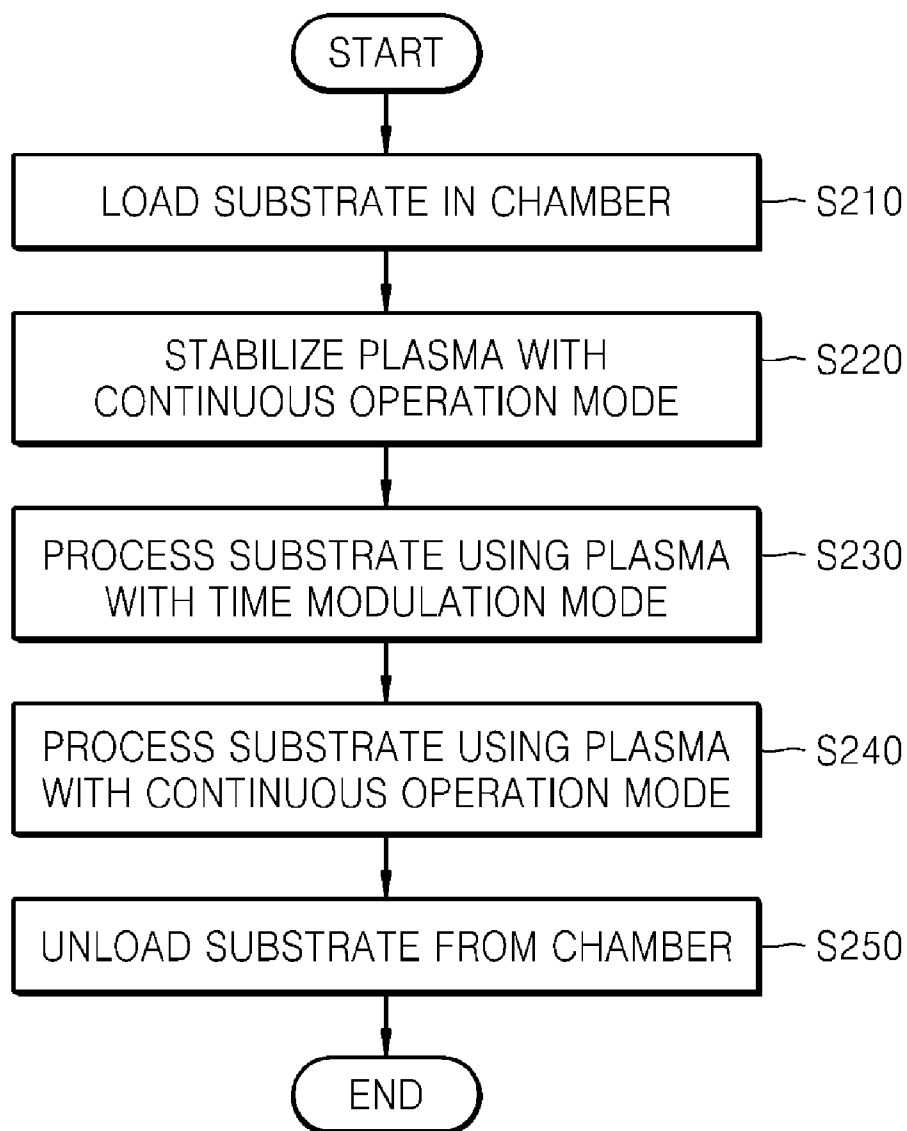 START
LOAD SUBSTRATE IN CHAMBER
S210
STABILIZE PLASMA WITH
CONTINUOUS OPERATION MODE
S220
PROCESS SUBSTRATE USING PLASMA
WITH TIME MODULATION MODE
S230
PROCESS SUBSTRATE USING PLASMA
WITH CONTINUOUS OPERATION MODE
S240
UNLOAD SUBSTRATE FROM CHAMBER
S250
END